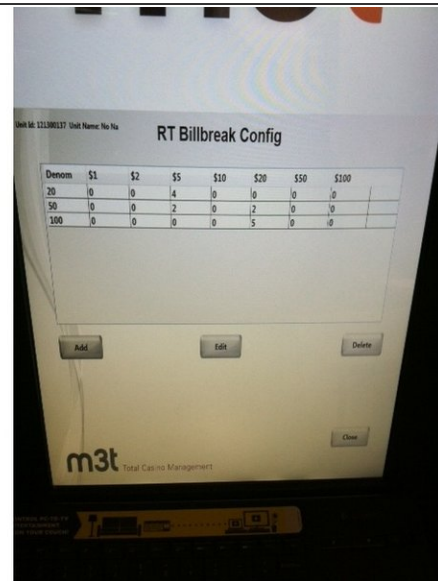 Unit Id: 121300137 Unit Name: No Na
RT Billbreak Config
Denom $1 $2 $5 $10 $20 $50 $100
20 0 0 4 0 0 0 0
50 0 0 2 0 2 0 0
100 0 0 0 0 5 0 0
Add Edit Delete
Close
m3t Total Casino Management